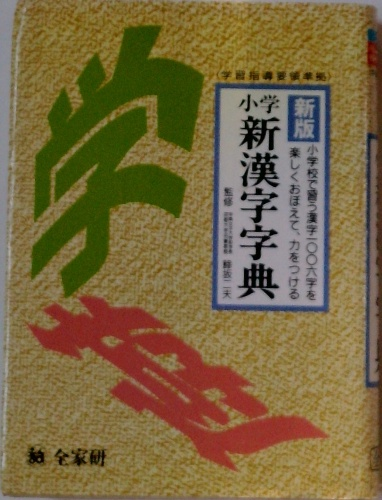 学習指導要領準拠
新版
小学校で習う漢字一〇〇六字を
楽しくおぼえて、力をつける
小学
新漢字字典
監修
学
字
全家研